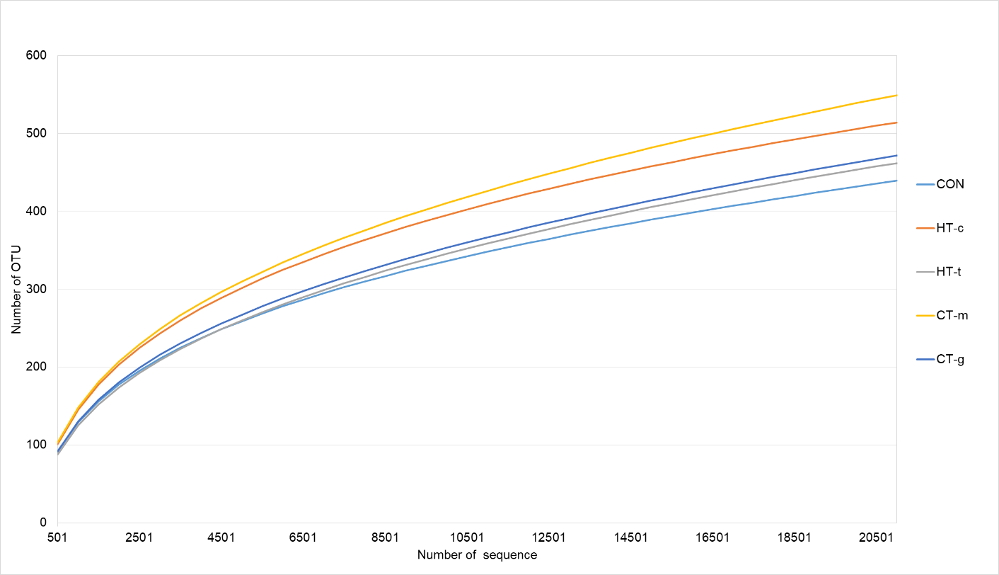 600
500
400
300
200
100
0
Number of OTU
501 2501 4501 6501 8501 10501 12501 14501 16501 18501 20501
Number of  sequence
CON
HT-c
HT-t
CT-m
CT-g